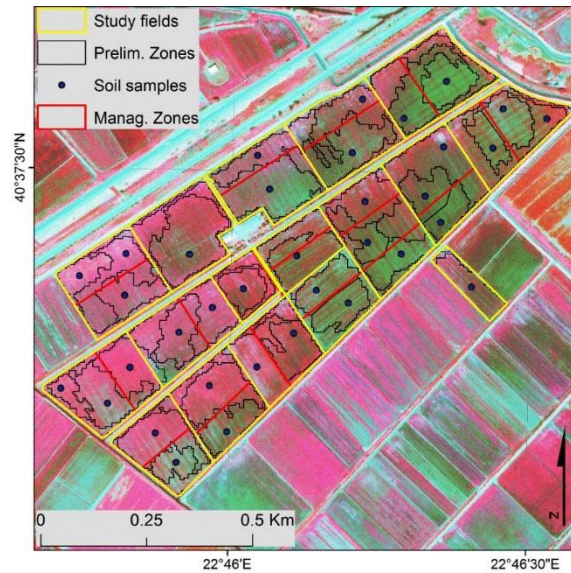 Study fields
Prelim. Zones
Soil samples
Manag. Zones
40°37'30"N
0 0.25 0.5 Km
N
22°46'E 22°46'30"E